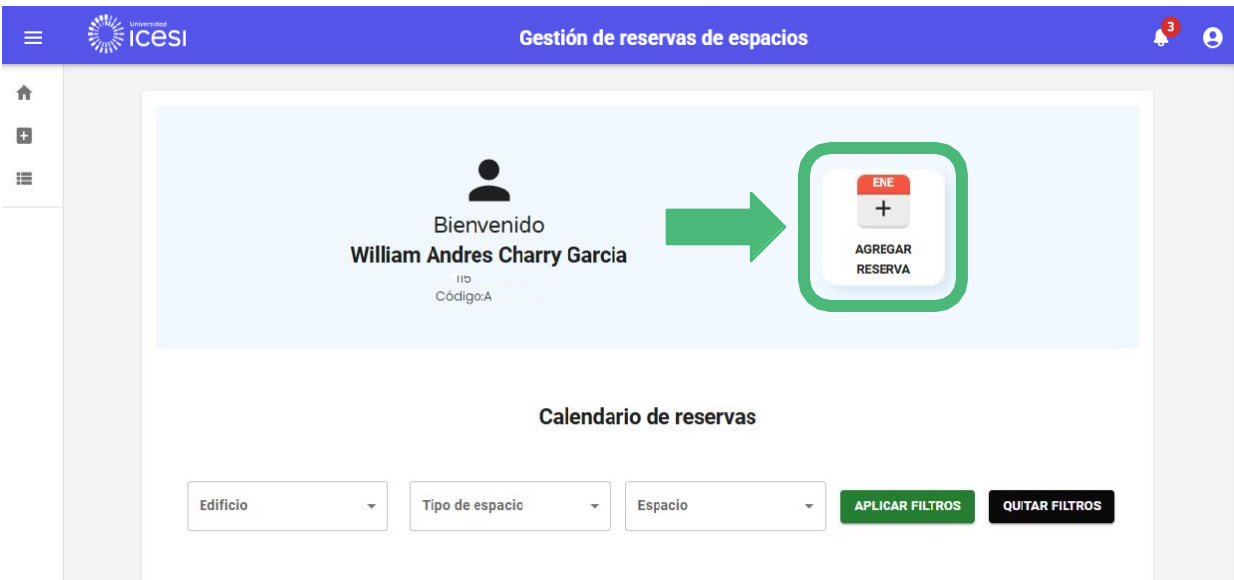 Universidad
icesi
Gestión de reservas de espacios
3
Bienvenido
William Andres Charry Garcia
115
Código:A
ENE
+
AGREGAR
RESERVA
Calendario de reservas
Edificio
Tipo de espacio
Espacio
APLICAR FILTROS
QUITAR FILTROS